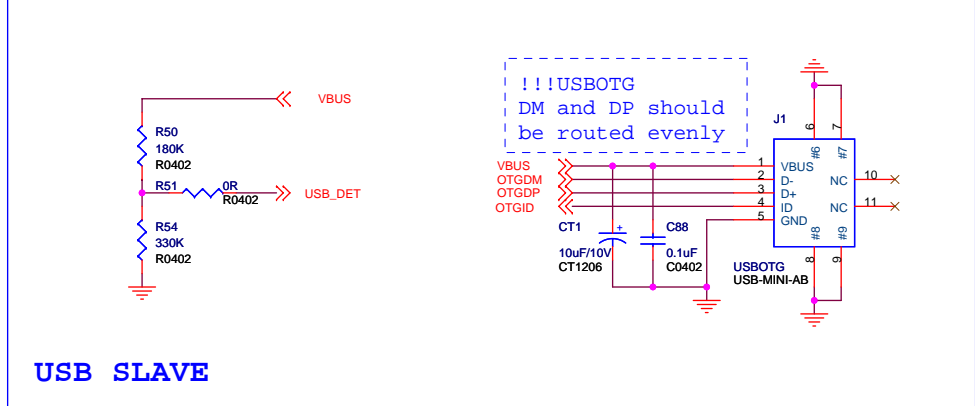 VBUS
R50
180K
R0402
R51
0R
R0402
USB_DET
R54
330K
R0402
!!!USBOTG
DM and DP should
be routed evenly
J1
VBUS
OTGDM
OTGDP
OTGID
1
2
3
4
5
VBUS
D-
D+
ID
GND
6
7
#6
#7
NC
10
NC
11
#8
#9
8
9
CT1
+
10uF/10V
CT1206
C88
0.1uF
C0402
USBOTG
USB-MINI-AB
USB SLAVE